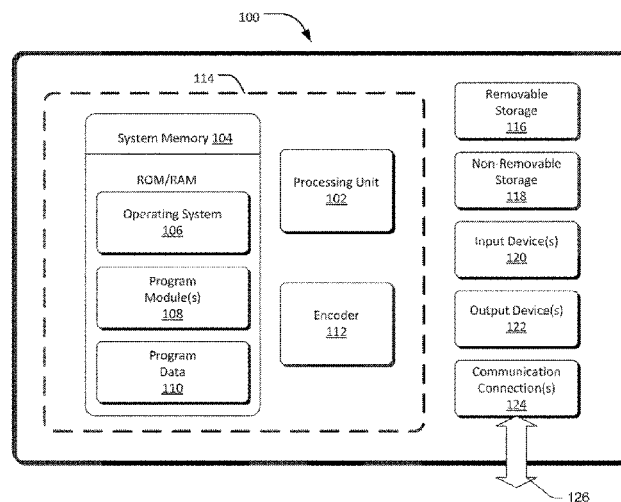 100
114
System Memory 104
ROM/RAM
Operating System
106
Program
Module(s)
108
Program
Data
110
Processing Unit
102
Encoder
112
Removable
Storage
116
Non-Removable
Storage
118
Input Device(s)
120
Output Device(s)
122
Communication
Connection(s)
124
126